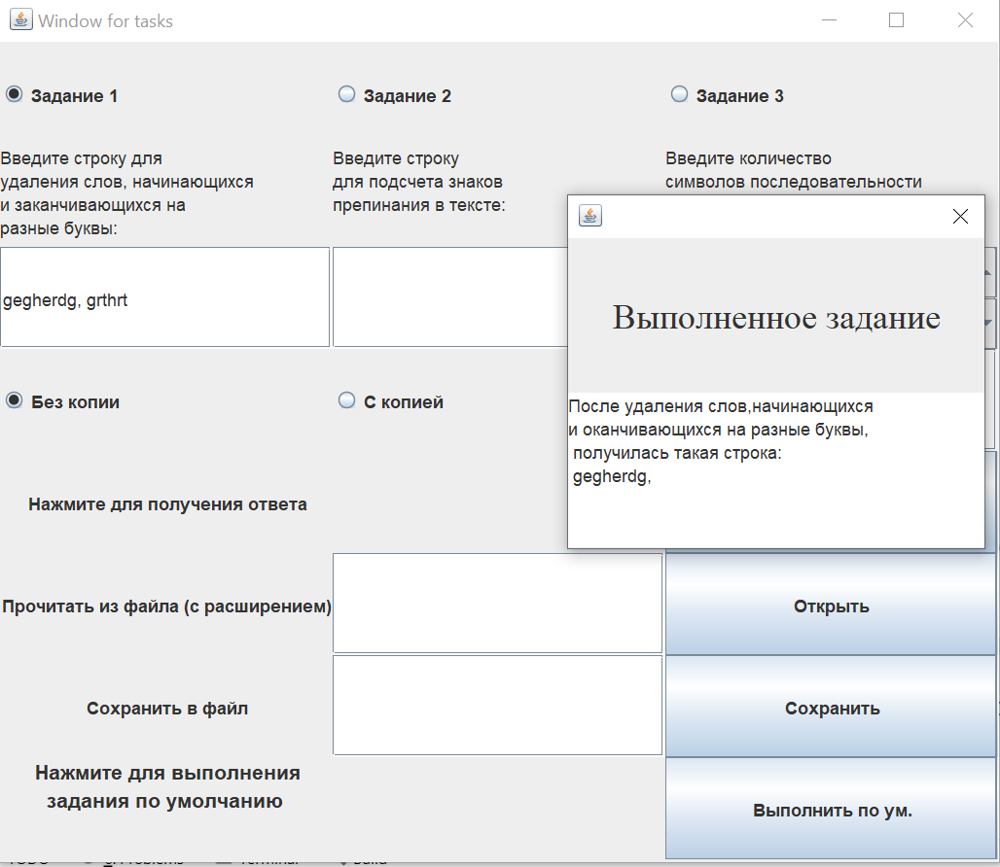 Window for tasks
Задание 1
Задание 2
Задание 3
Введите строку для
удаления слов, начинающихся
и заканчивающихся на
разные буквы:
Введите строку
для подсчета знаков
препинания в тексте:
Введите количество
символов последовательности
gegherdg, grthrt
Без копии
С копией
Выполненное задание
После удаления слов,начинающихся
и оканчивающихся на разные буквы,
получилась такая строка:
gegherdg,
Нажмите для получения ответа
Прочитать из файла (с расширением)
Открыть
Сохранить в файл
Сохранить
Нажмите для выполнения
задания по умолчанию
Выполнить по ум.